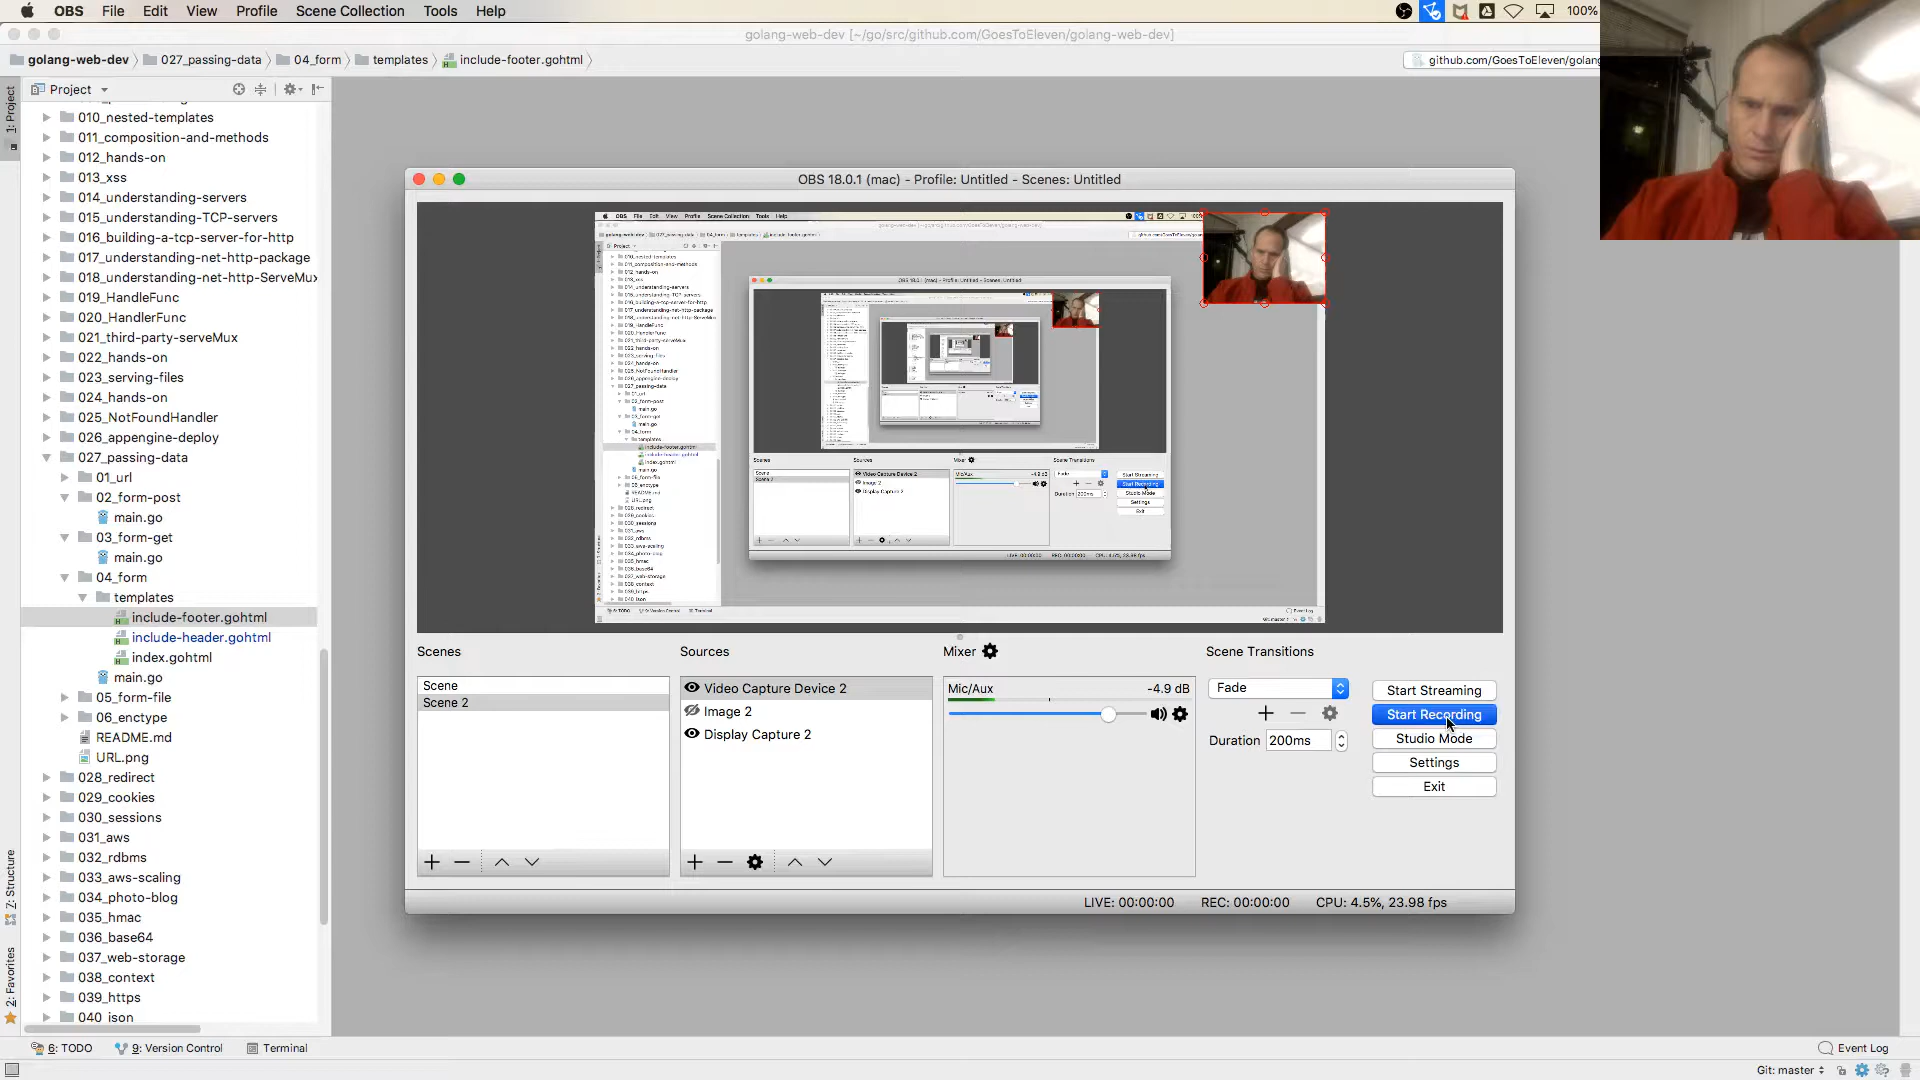 OBS File Edit View Profile Scene Collection Tools Help 100%
golang-web-dev [~/go/src/github.com/GoesToEleven/golang-web-dev]
golang-web-dev 027_passing-data 04_form templates include-footer.gohtml github.com/GoesToEleven/golang
1: Project
Project
010_nested-templates
011_composition-and-methods
012_hands-on
013_xss
014_understanding-servers
015_understanding-TCP-servers
016_building-a-tcp-server-for-http
017_understanding-net-http-package
018_understanding-net-http-ServeMux
019_HandleFunc
020_HandlerFunc
021_third-party-serveMux
022_hands-on
023_serving-files
024_hands-on
025_NotFoundHandler
026_appengine-deploy
027_passing-data
01_url
02_form-post
main.go
03_form-get
main.go
04_form
templates
include-footer.gohtml
include-header.gohtml
index.gohtml
main.go
05_form-file
06_enctype
README.md
URL.png
028_redirect
029_cookies
030_sessions
031_aws
032_rdbms
033_aws-scaling
034_photo-blog
035_hmac
036_base64
037_web-storage
038_context
039_https
040_json
Z: Structure
2: Favorites
OBS 18.0.1 (mac) - Profile: Untitled - Scenes: Untitled
Scenes
Scene
Scene 2
Sources
Video Capture Device 2
Image 2
Display Capture 2
Mixer
Mic/Aux -4.9 dB
Scene Transitions
Fade
Duration 200ms
Start Streaming
Start Recording
Studio Mode
Settings
Exit
LIVE: 00:00:00 REC: 00:00:00 CPU: 4.5%, 23.98 fps
6: TODO 9: Version Control Terminal Event Log
Git: master